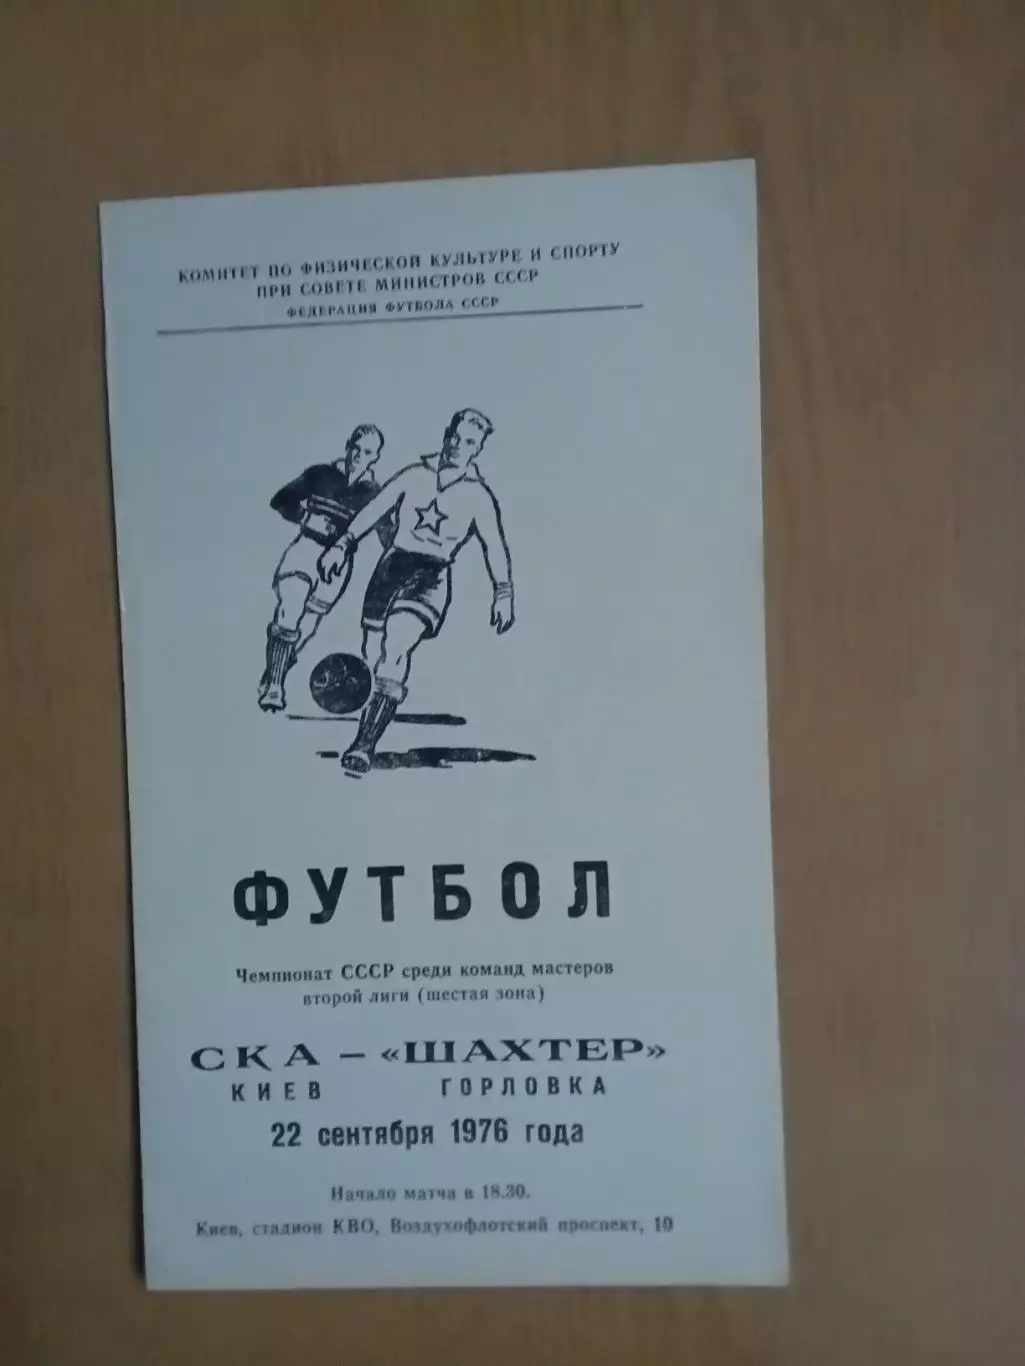 КОМИТЕТ ПО ФИЗИЧЕСКОЙ КУЛЬТУРЕ И СПОРТУ
ПРИ СОВЕТЕ МИНИСТРОВ СССР
ФЕДЕРАЦИЯ ФУТБОЛА СССР
ФУТБОЛ
Чемпионат СССР среди команд мастеров
второй лиги (шестая зона)
СКА – «ШАХТЕР»
КИЕВ ГОРЛОВКА
22 сентября 1976 года
Начало матча в 18.30.
Киев, стадион КВО, Воздухофлотский проспект, 10